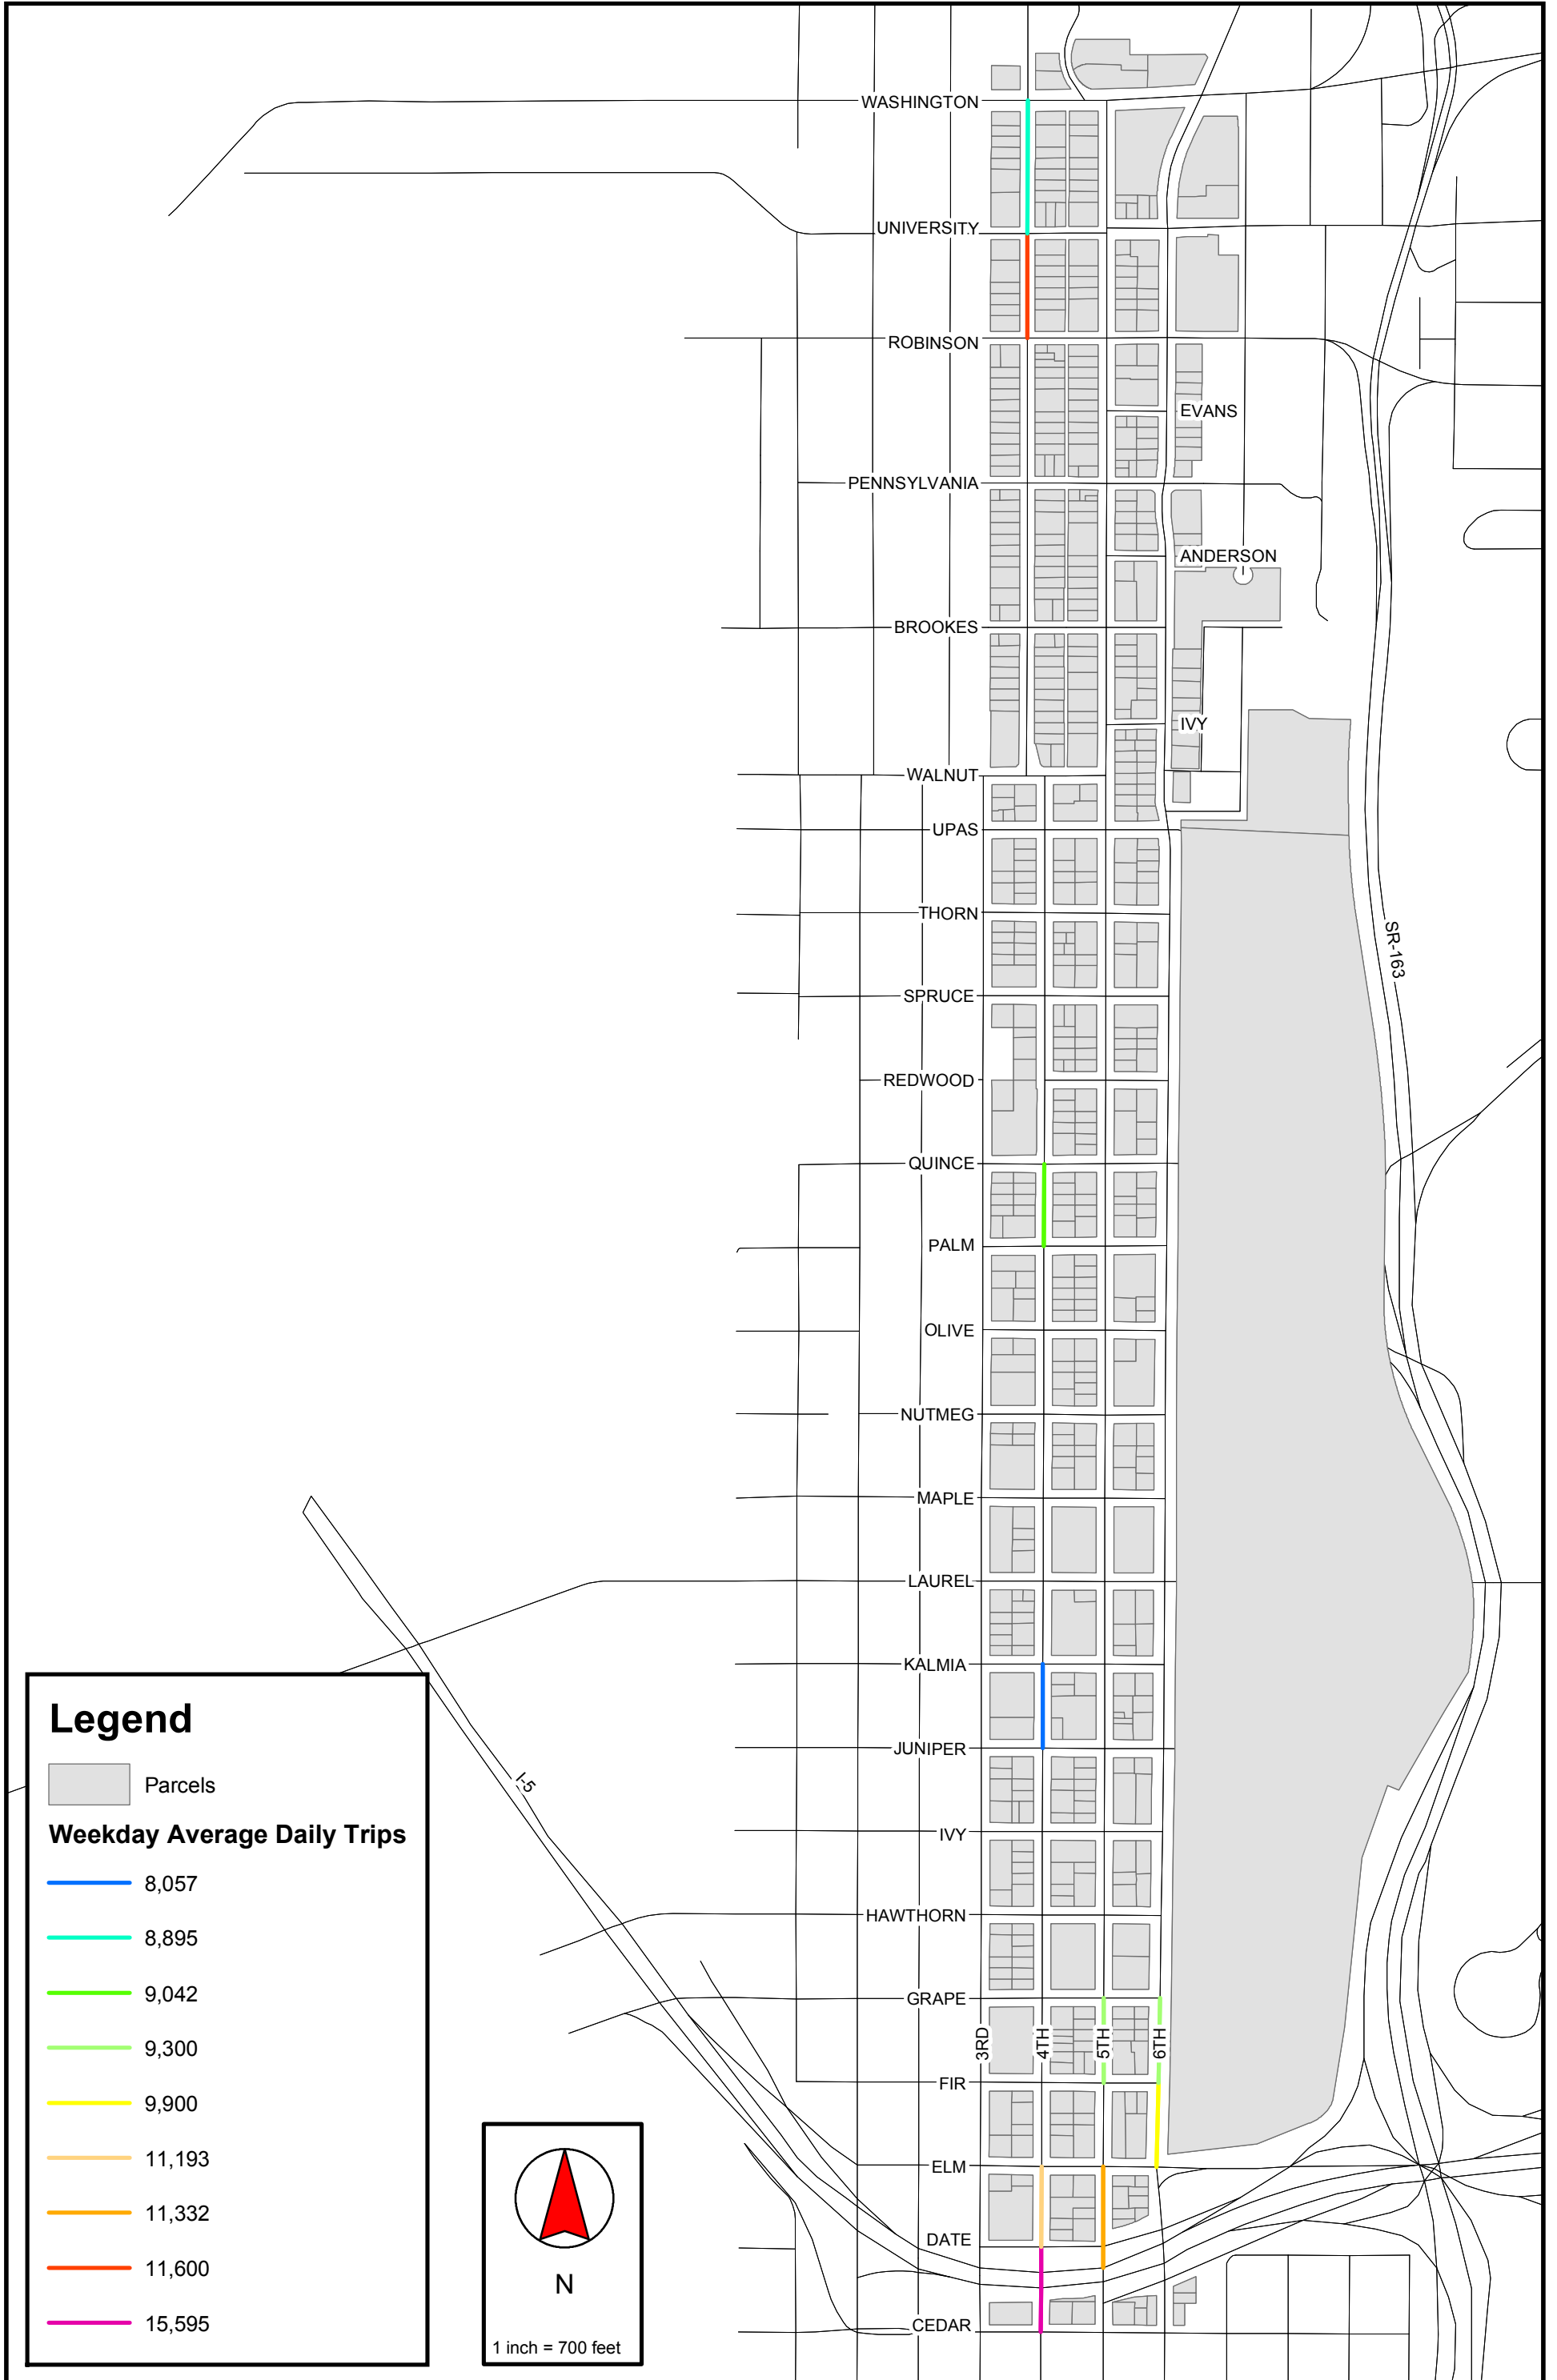 WASHINGTON
UNIVERSITY
ROBINSON
EVANS
PENNSYLVANIA
ANDERSON
BROOKES
IVY
WALNUT
UPAS
THORN
SR-163
SPRUCE
REDWOOD
QUINCE
PALM
OLIVE
NUTMEG
MAPLE
LAUREL
KALMIA
JUNIPER
I-5
IVY
HAWTHORN
GRAPE
3RD
4TH
5TH
6TH
FIR
ELM
DATE
CEDAR
Legend
Parcels
Weekday Average Daily Trips
8,057
8,895
9,042
9,300
9,900
11,193
11,332
11,600
15,595
N
1 inch = 700 feet